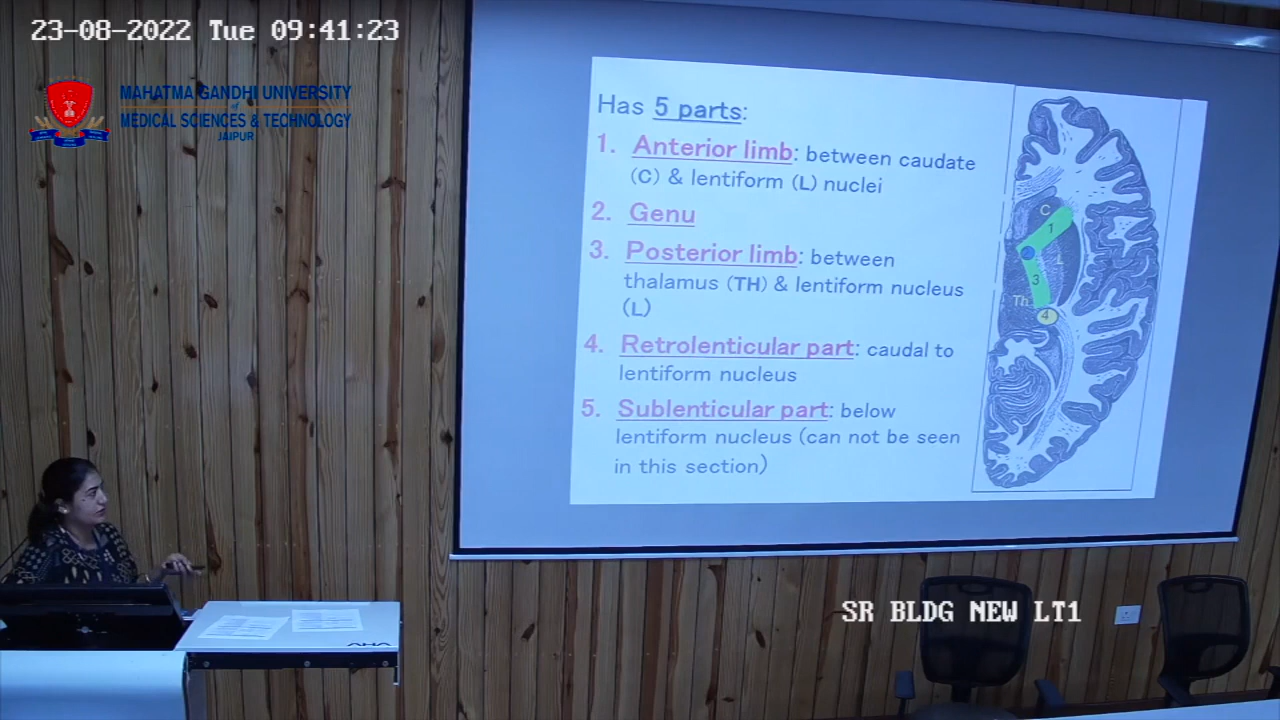 23-08-2022 Tue 09:41:23
MAHATMA GANDHI UNIVERSITY
of
MEDICAL SCIENCES & TECHNOLOGY
JAIPUR
Has 5 parts:
1. Anterior limb: between caudate
(C) & lentiform (L) nuclei
2. Genu
3. Posterior limb: between
thalamus (TH) & lentiform nucleus
(L)
4. Retrolenticular part: caudal to
lentiform nucleus
5. Sublenticular part: below
lentiform nucleus (can not be seen
in this section)
C
1
L
3
Th
4
SR BLDG NEW LT1